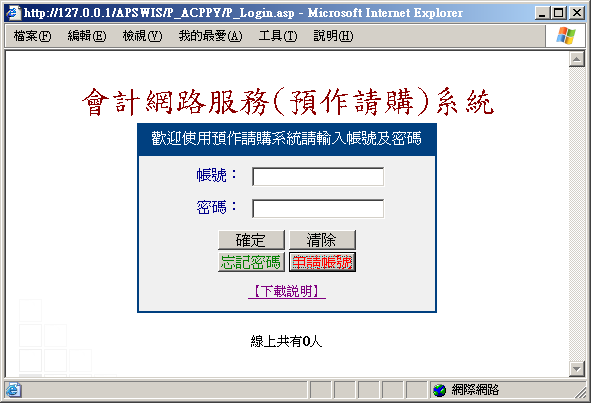 http://127.0.0.1/APSWIS/P_ACPPY/P_Login.asp - Microsoft Internet Explorer
檔案(F) 編輯(E) 檢視(V) 我的最愛(A) 工具(T) 說明(H)
會計網路服務(預作請購)系統
歡迎使用預作請購系統請輸入帳號及密碼
帳號：
密碼：
確定 清除
忘記密碼 申請帳號
【下載說明】
線上共有0人
網際網路